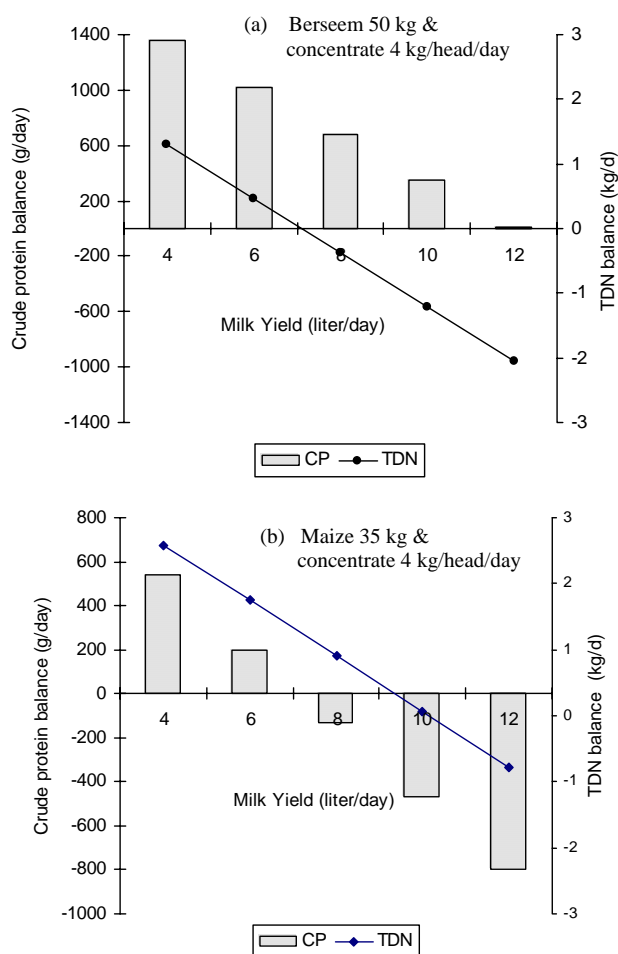 (a) Berseem 50 kg &
concentrate 4 kg/head/day
Crude protein balance (g/day)
1400
1000
600
200
-200
-600
-1000
-1400
4 6 8 10 12
Milk Yield (liter/day)
3
2
1
0
-1
-2
-3
TDN balance (kg/d)
CP TDN
(b) Maize 35 kg &
concentrate 4 kg/head/day
Crude protein balance (g/day)
800
600
400
200
0
-200
-400
-600
-800
-1000
4 6 8 10 12
Milk Yield (liter/day)
3
2
1
0
-1
-2
-3
TDN balance (kg/d)
CP TDN